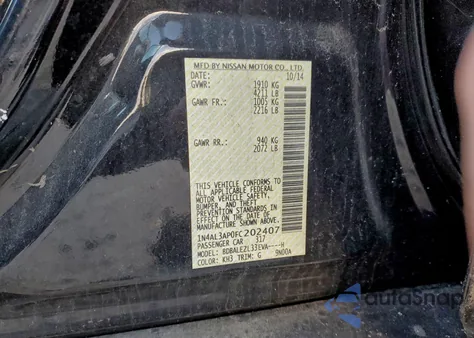 MFD BY NISSAN MOTOR CO., LTD.
10/14
GVWR: 1910 KG
4211 LB
GAWR FR: 1005 KG
2216 LB
GAWR RR: 940 KG
2072 LB
THIS VEHICLE CONFORMS TO
ALL APPLICABLE FEDERAL
MOTOR VEHICLE SAFETY,
BUMPER, AND THEFT
PREVENTION STANDARDS
IN EFFECT ON THE DATE OF
MANUFACTURE SHOWN ABOVE.
1N4AL3AP0FC202407
PASSENGER CAR 317
MODEL: BDBALEZL33EVA----H
COLOR: KH3 TRIM: G 9N00A
autoSnap